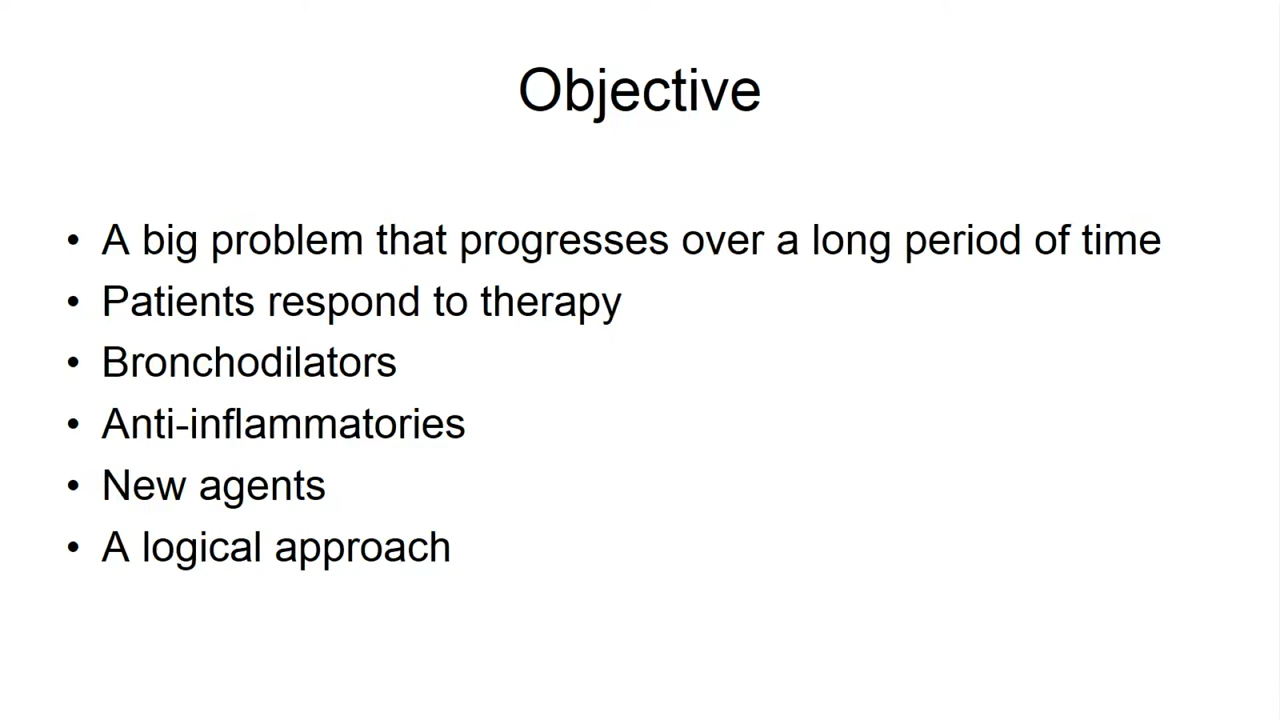 Objective
• A big problem that progresses over a long period of time
• Patients respond to therapy
• Bronchodilators
• Anti-inflammatories
• New agents
• A logical approach